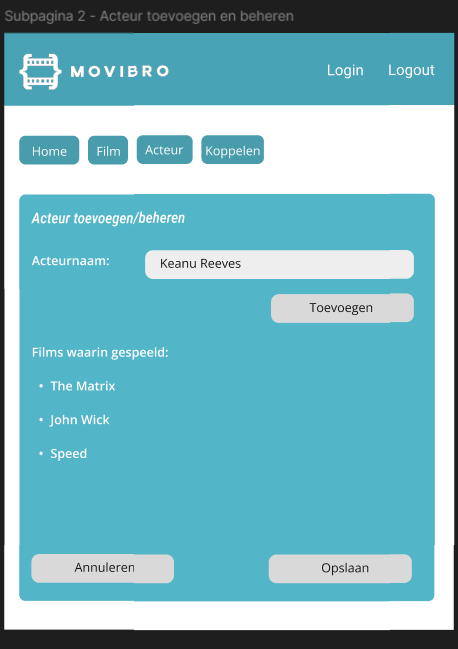 Subpagina 2 - Acteur toevoegen en beheren
MOVIBRO Login Logout
Home Film Acteur Koppelen
Acteur toevoegen/beheren
Acteurnaam: Keanu Reeves
Toevoegen
Films waarin gespeeld:
• The Matrix
• John Wick
• Speed
Annuleren Opslaan